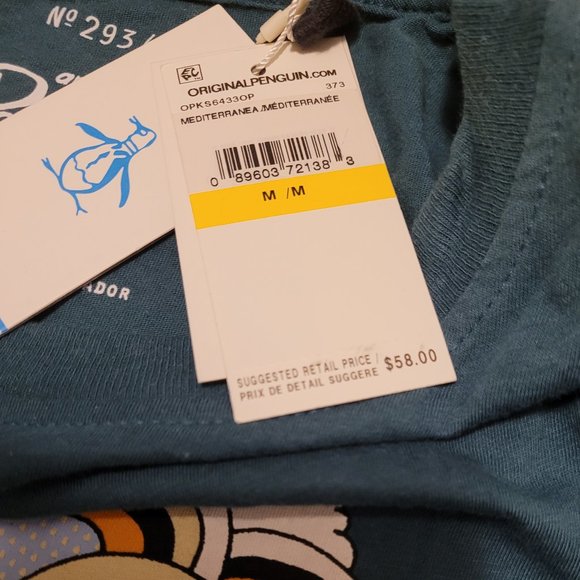 Nº 293/
ORIGINALPENGUIN.COM
OPKS6433OP 373
MEDITERRANEA./MÉDITERRANÉE
0 89603 72138 3
M /M
ADOR
SUGGESTED RETAIL PRICE /
PRIX DE DETAIL SUGGERE $58.00